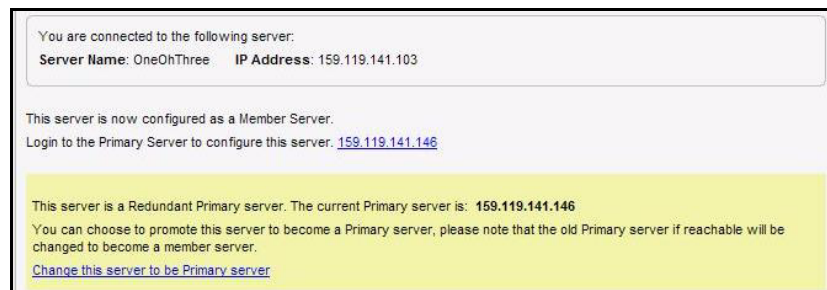 You are connected to the following server:
Server Name: OneOhThree IP Address: 159.119.141.103
This server is now configured as a Member Server.
Login to the Primary Server to configure this server. 159.119.141.146
This server is a Redundant Primary server. The current Primary server is: 159.119.141.146
You can choose to promote this server to become a Primary server, please note that the old Primary server if reachable will be
changed to become a member server.
Change this server to be Primary server